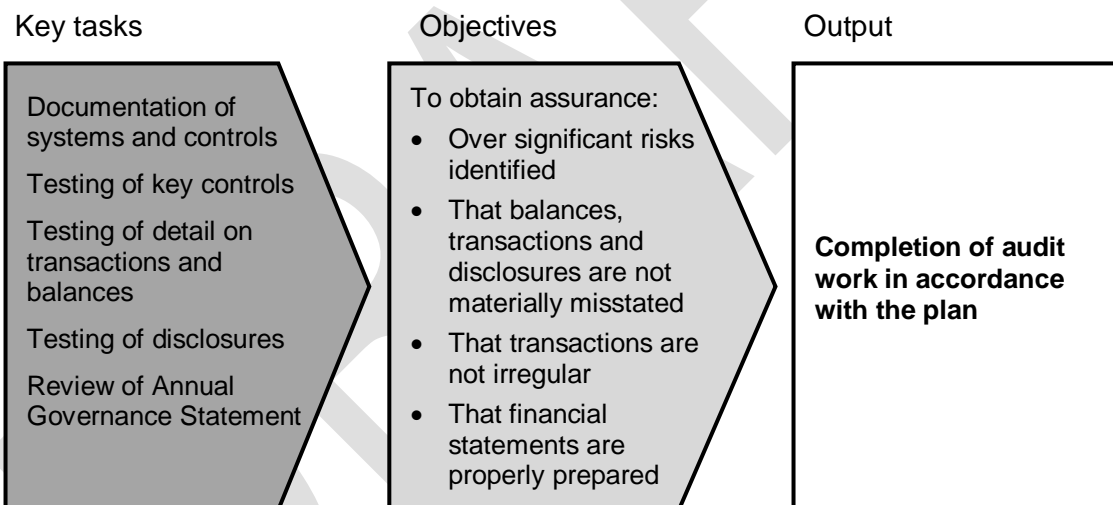 Key tasks
Objectives
Output
Documentation of
systems and controls
Testing of key controls
Testing of detail on
transactions and
balances
Testing of disclosures
Review of Annual
Governance Statement
To obtain assurance:
• Over significant risks
identified
• That balances,
transactions and
disclosures are not
materially misstated
• That transactions are
not irregular
• That financial
statements are
properly prepared
Completion of audit
work in accordance
with the plan